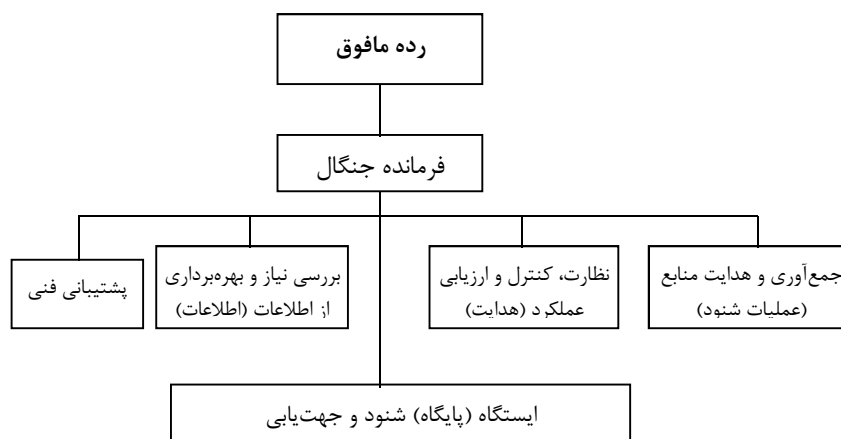 رده مافوق
فرمانده جنگال
جمع‌آوری و هدایت منابع
(عملیات شنود)
نظارت، کنترل و ارزیابی
عملکرد (هدایت)
بررسی نیاز و بهره‌برداری
از اطلاعات (اطلاعات)
پشتیبانی فنی
ایستگاه (پایگاه) شنود و جهت‌یابی